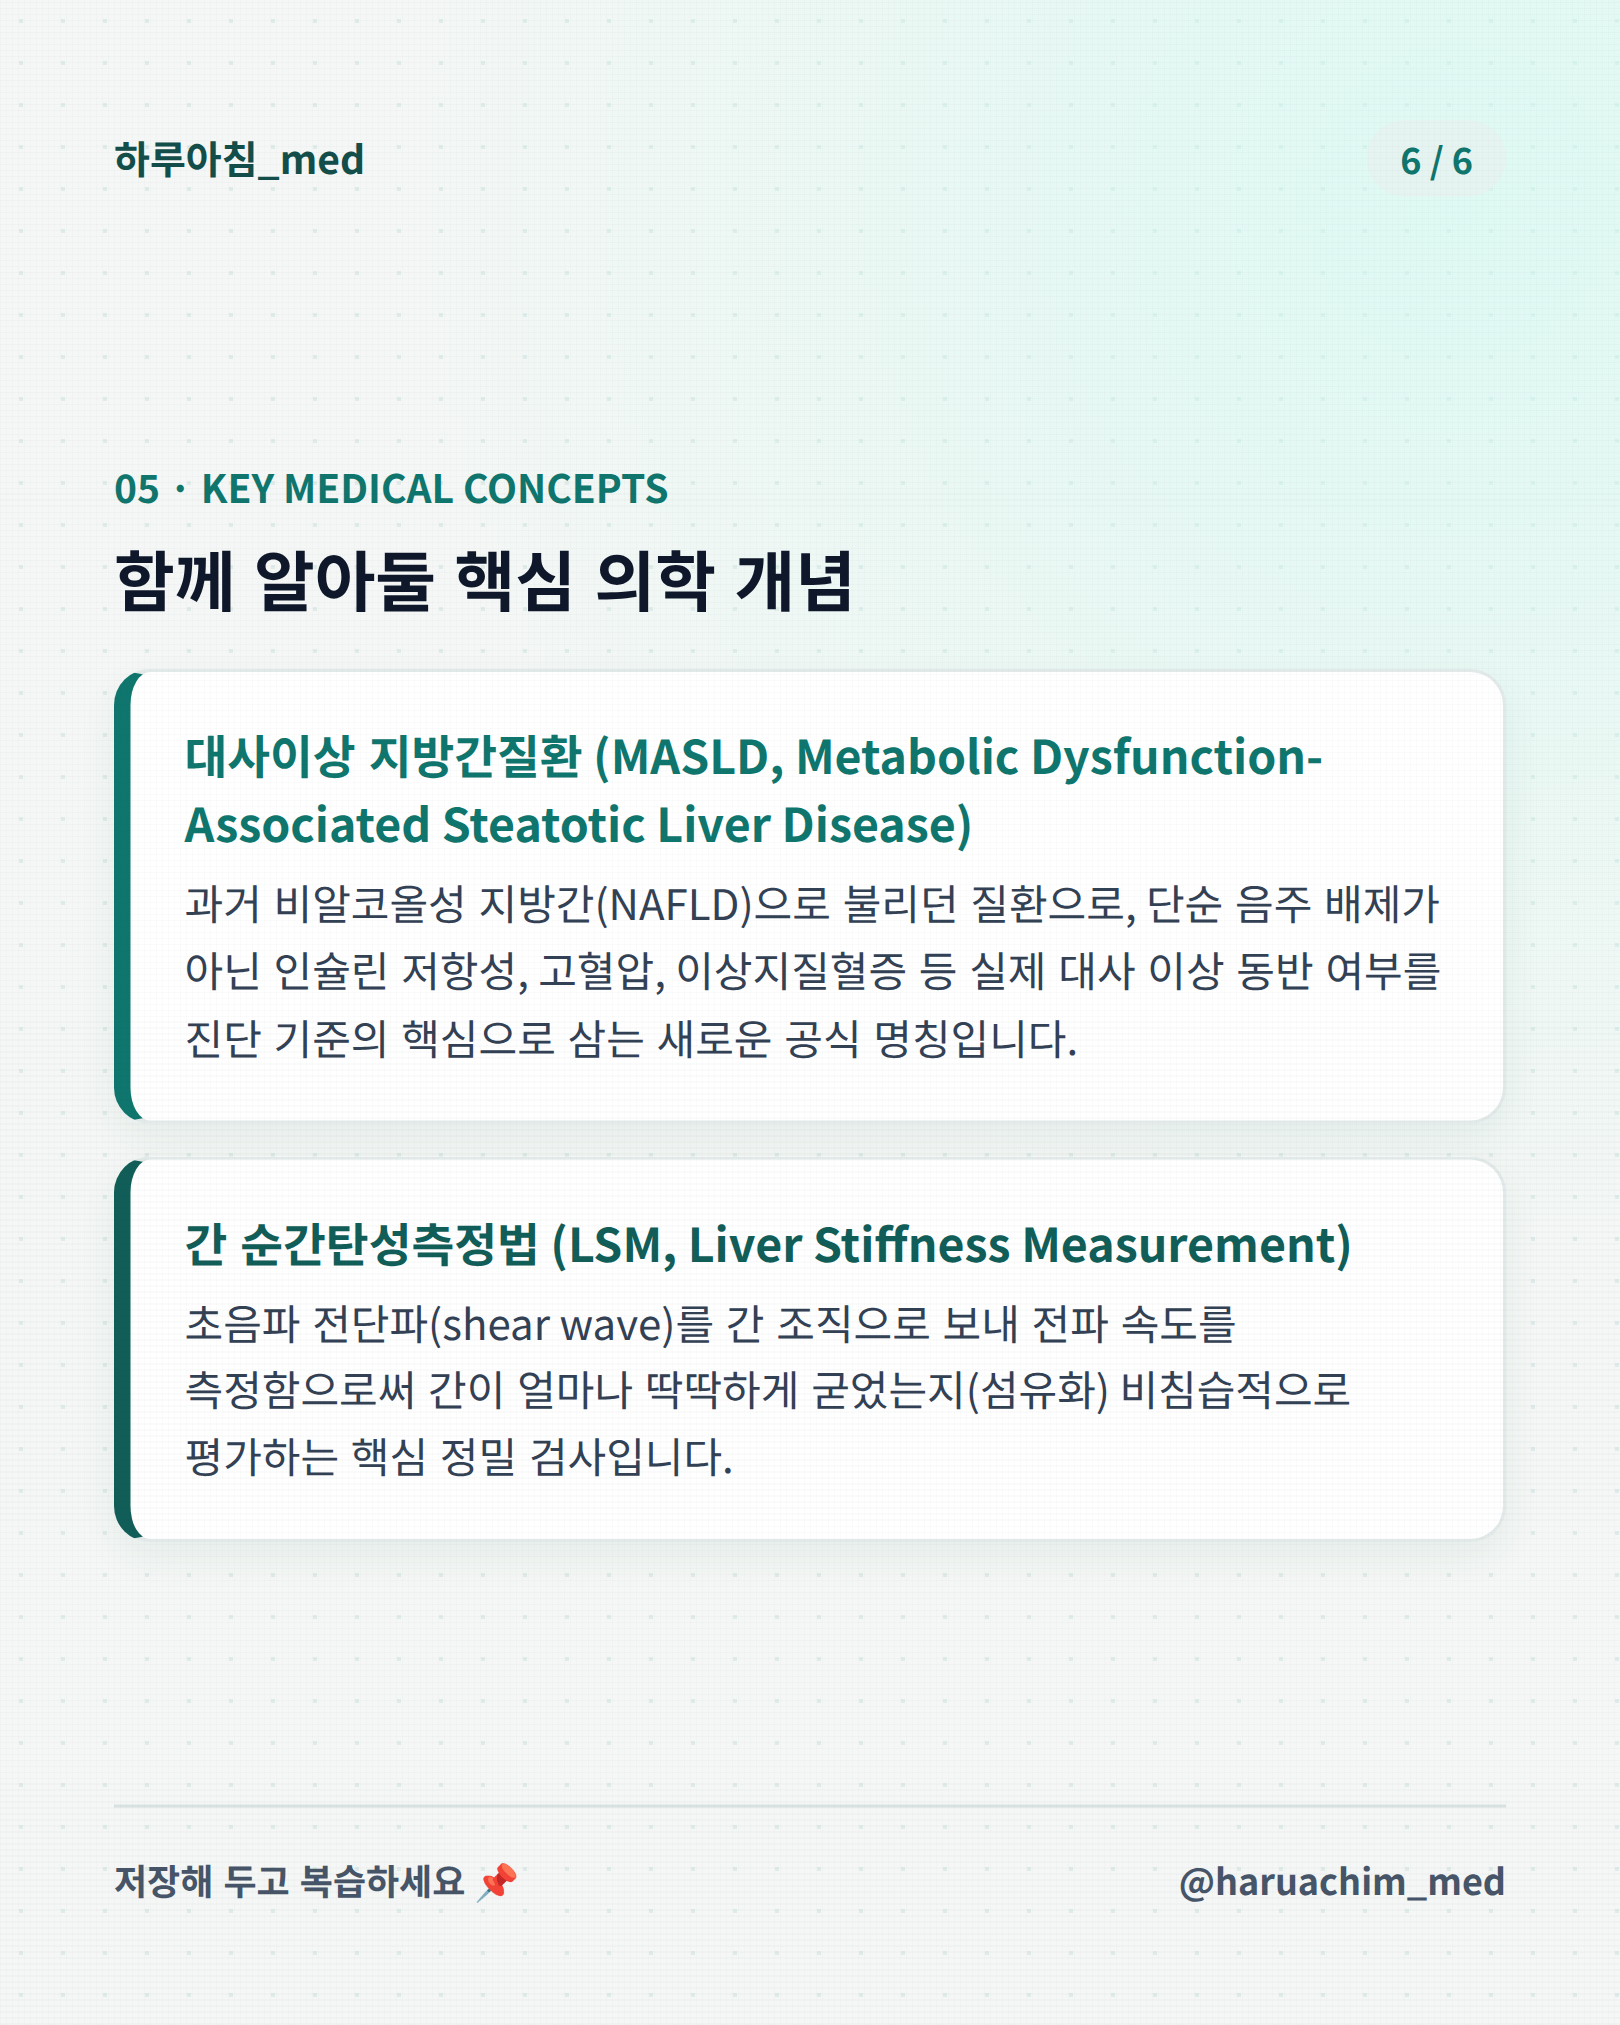 하루아침_med
6 / 6
05 · KEY MEDICAL CONCEPTS
함께 알아둘 핵심 의학 개념
대사이상 지방간질환 (MASLD, Metabolic Dysfunction-
Associated Steatotic Liver Disease)
과거 비알코올성 지방간(NAFLD)으로 불리던 질환으로, 단순 음주 배제가
아닌 인슐린 저항성, 고혈압, 이상지질혈증 등 실제 대사 이상 동반 여부를
진단 기준의 핵심으로 삼는 새로운 공식 명칭입니다.
간 순간탄성측정법 (LSM, Liver Stiffness Measurement)
초음파 전단파(shear wave)를 간 조직으로 보내 전파 속도를
측정함으로써 간이 얼마나 딱딱하게 굳었는지(섬유화) 비침습적으로
평가하는 핵심 정밀 검사입니다.
저장해 두고 복습하세요 📌
@haruachim_med